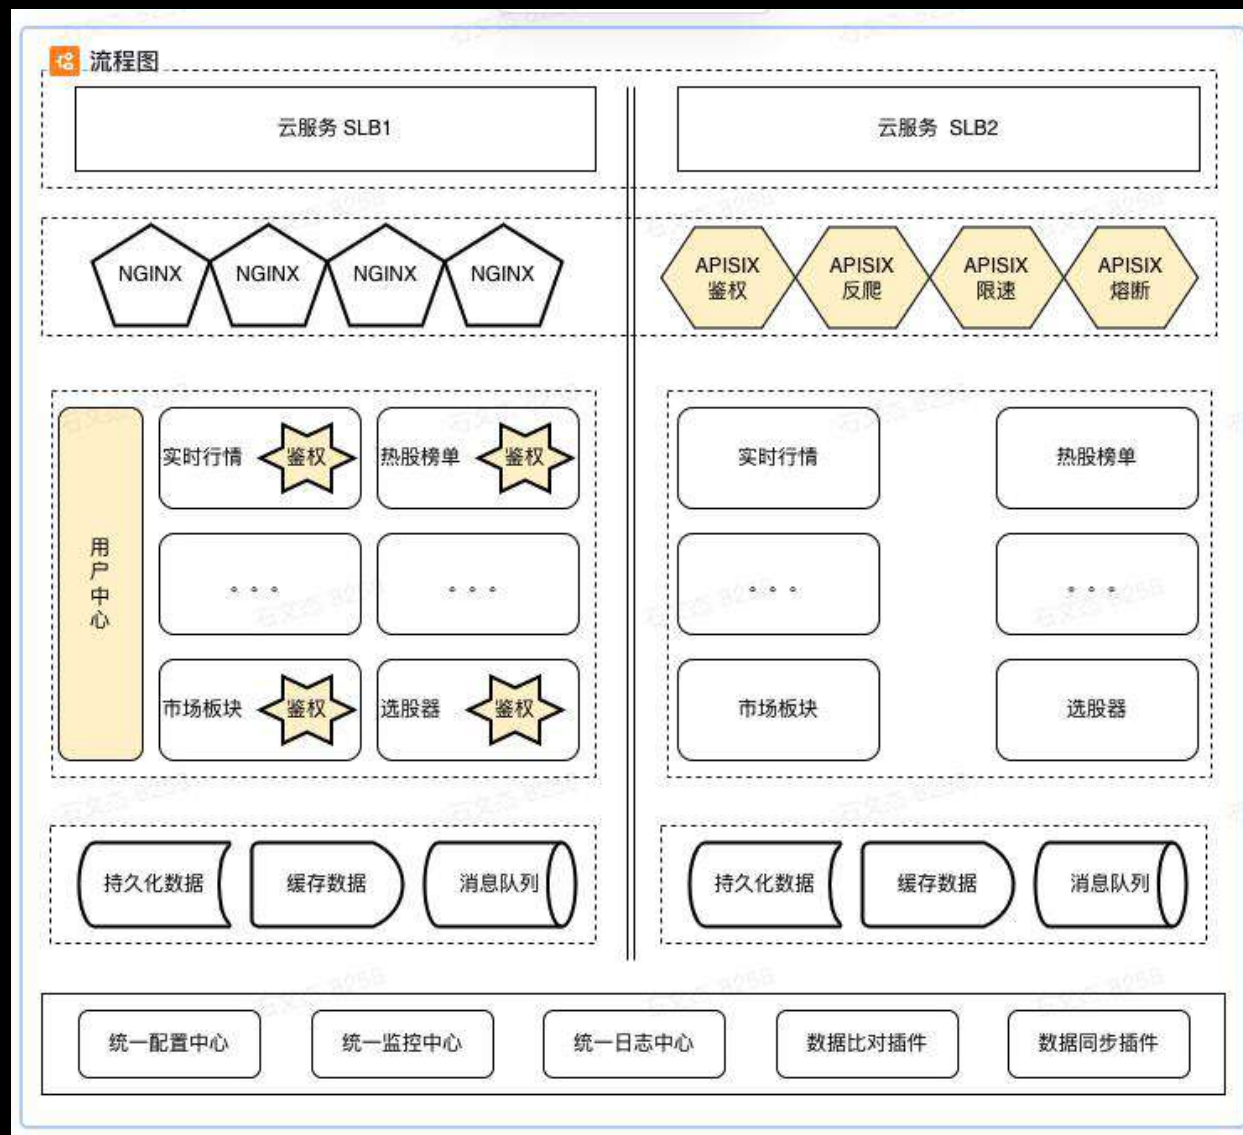 流程图
云服务 SLB1
云服务 SLB2
NGINX
NGINX
NGINX
NGINX
APISIX
鉴权
APISIX
反爬
APISIX
限速
APISIX
熔断
用户中心
实时行情
鉴权
热股榜单
鉴权
。。。
。。。
市场板块
鉴权
选股器
鉴权
实时行情
热股榜单
。。。
。。。
市场板块
选股器
持久化数据
缓存数据
消息队列
持久化数据
缓存数据
消息队列
统一配置中心
统一监控中心
统一日志中心
数据比对插件
数据同步插件